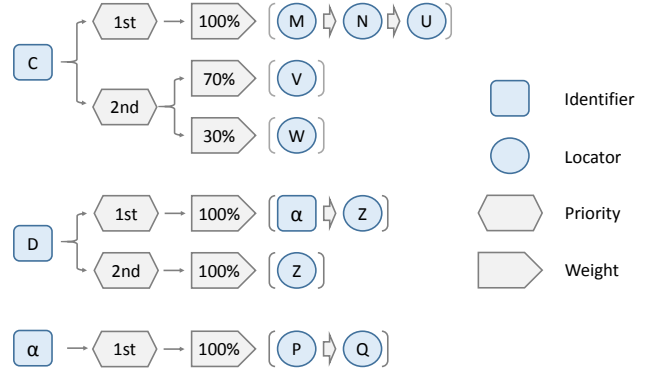 C 1st 100% M N U
2nd 70% V
30% W
D 1st 100% α Z
2nd 100% Z
α 1st 100% P Q
Identifier
Locator
Priority
Weight